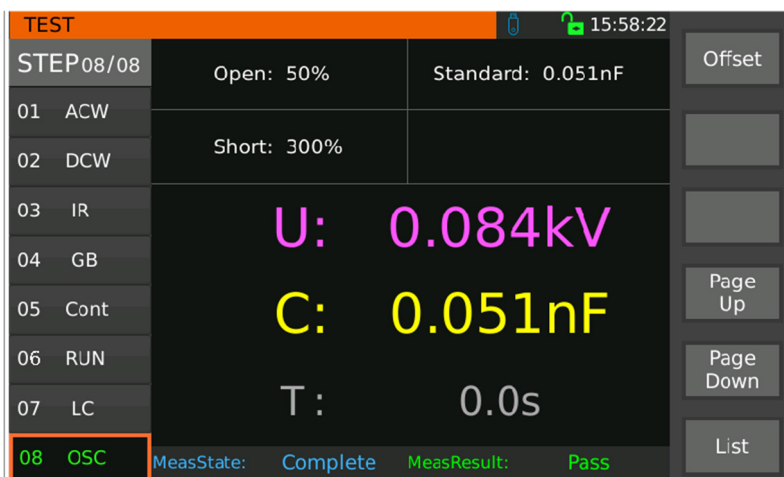 TEST
15:58:22
STEP08/08
01 ACW
02 DCW
03 IR
04 GB
05 Cont
06 RUN
07 LC
08 OSC
Open: 50%
Standard: 0.051nF
Short: 300%
U: 0.084kV
C: 0.051nF
T: 0.0s
MeasState: Complete MeasResult: Pass
Offset
Page
Up
Page
Down
List